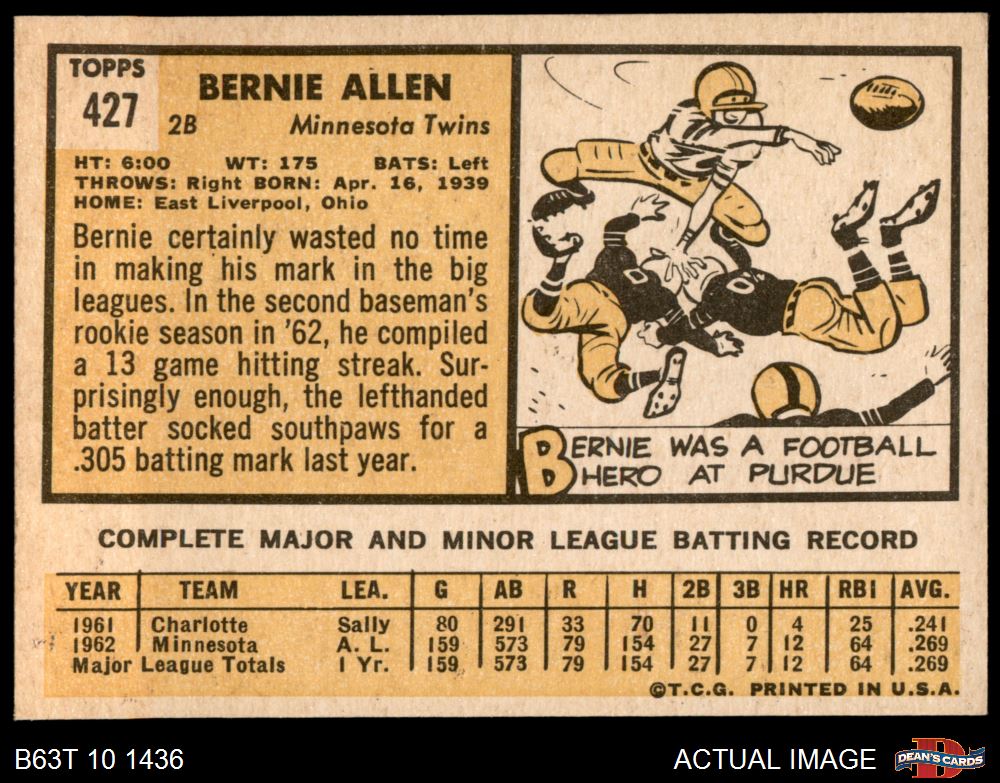 TOPPS
427
BERNIE ALLEN
2B Minnesota Twins
HT: 6:00 WT: 175 BATS: Left
THROWS: Right BORN: Apr. 16, 1939
HOME: East Liverpool, Ohio
Bernie certainly wasted no time
in making his mark in the big
leagues. In the second baseman's
rookie season in '62, he compiled
a 13 game hitting streak. Sur-
prisingly enough, the lefthanded
batter socked southpaws for a
.305 batting mark last year.
0
0
BERNIE WAS A FOOTBALL
HERO AT PURDUE
COMPLETE MAJOR AND MINOR LEAGUE BATTING RECORD
YEAR TEAM LEA. G AB R H 2B 3B HR RBI AVG.
1961 Charlotte Sally 80 291 33 70 11 0 4 25 .241
1962 Minnesota A. L. 159 573 79 154 27 7 12 64 .269
Major League Totals 1 Yr. 159 573 79 154 27 7 12 64 .269
©T.C.G. PRINTED IN U.S.A.
B63T 10 1436 ACTUAL IMAGE
DEAN'S CARDS